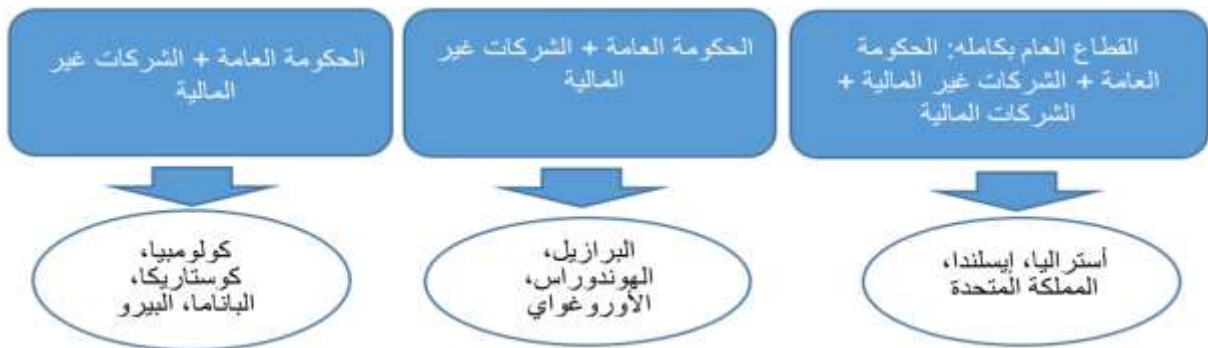 القطاع العام بكامله: الحكومة
العامة + الشركات غير المالية +
الشركات المالية
الحكومة العامة + الشركات غير
المالية
الحكومة العامة + الشركات غير
المالية
أستراليا، إيسلندا،
المملكة المتحدة
البرازيل،
الهوندوراس،
الأوروغواي
كولومبيا،
كوستاريكا،
الباناما، البيرو